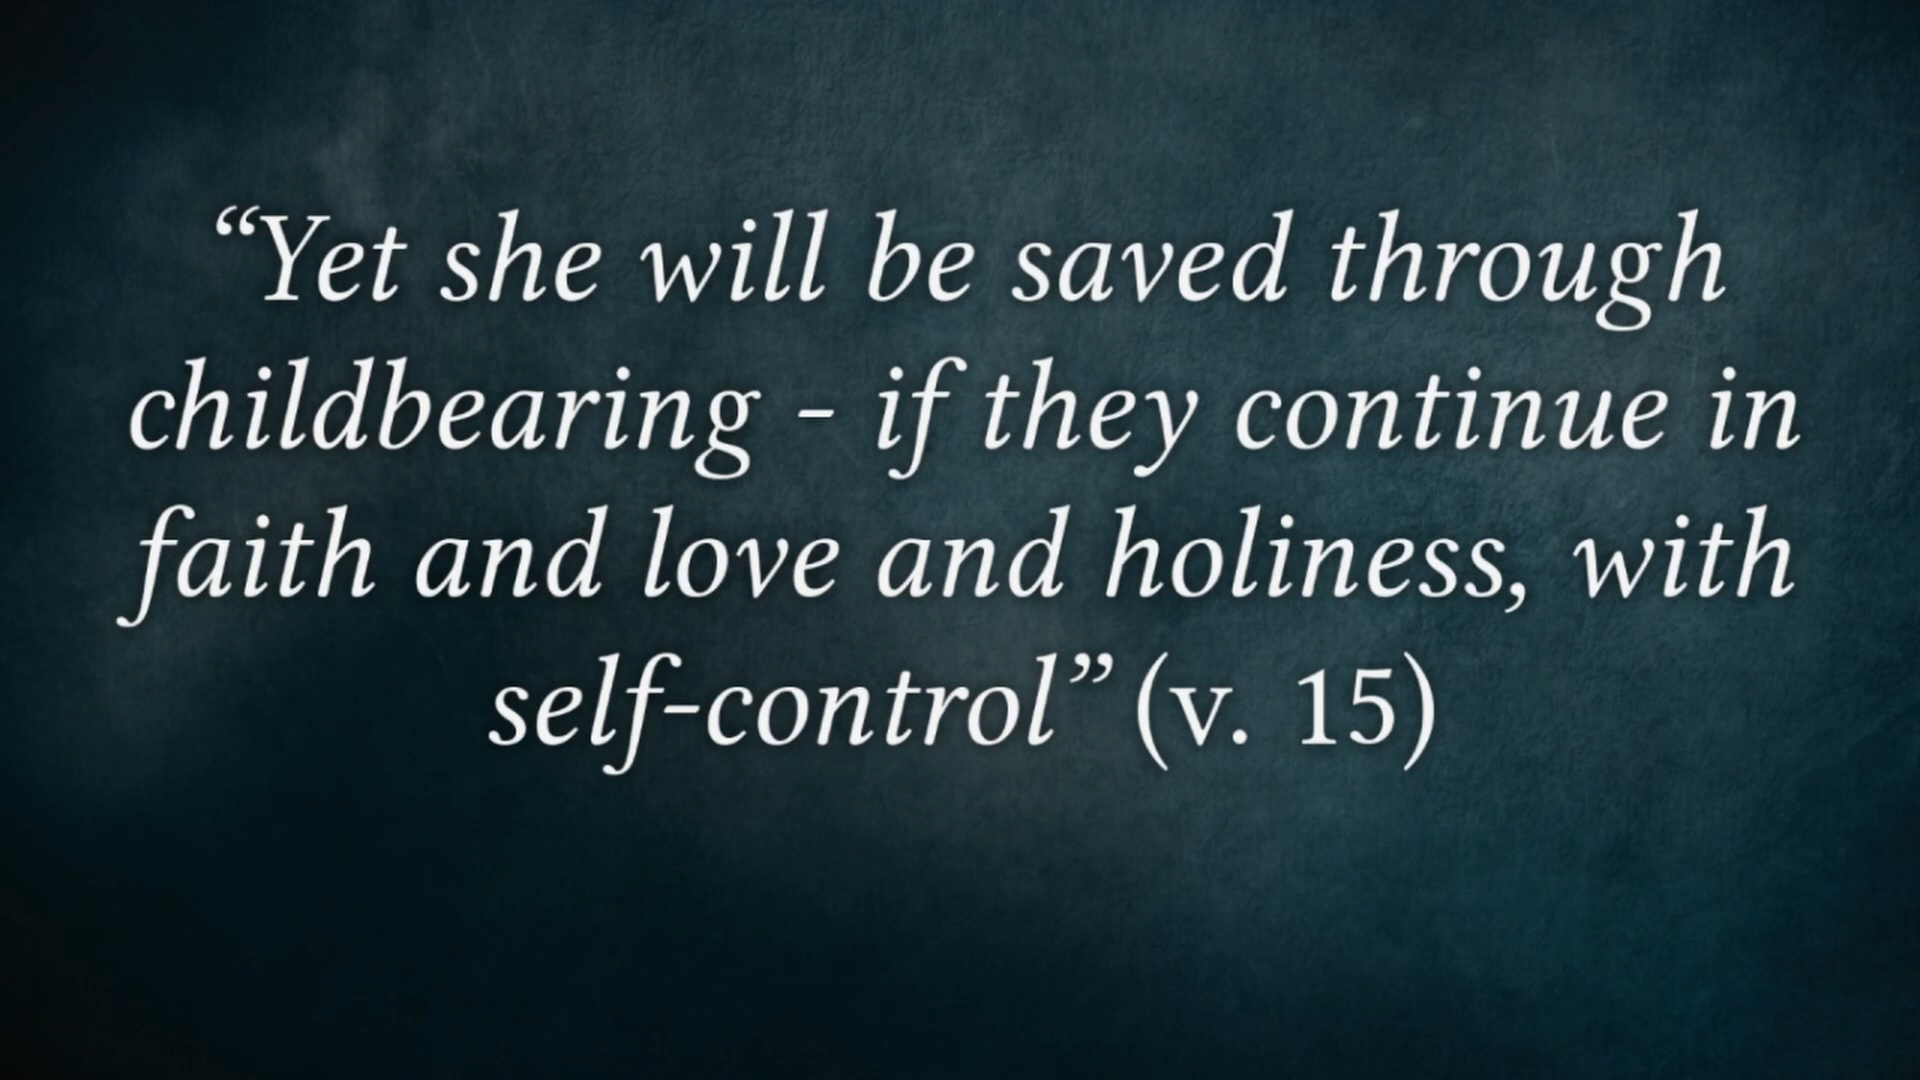 “Yet she will be saved through
childbearing - if they continue in
faith and love and holiness, with
self-control” (v. 15)